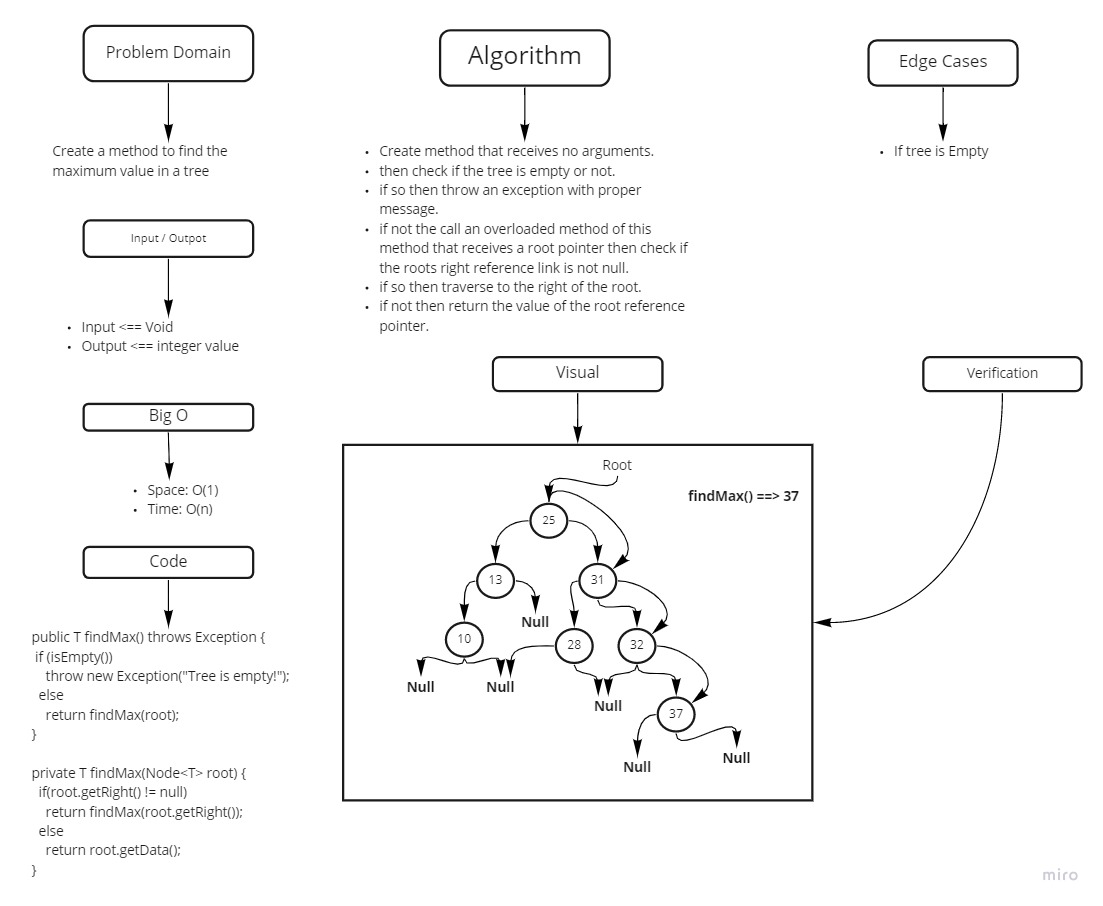 Problem Domain
Create a method to find the
maximum value in a tree
Input / Outpot
• Input <== Void
• Output <== integer value
Big O
• Space: O(1)
• Time: O(n)
Code
public T findMax() throws Exception {
if (isEmpty())
throw new Exception("Tree is empty!");
else
return findMax(root);
}
private T findMax(Node<T> root) {
if(root.getRight() != null)
return findMax(root.getRight());
else
return root.getData();
}
Algorithm
• Create method that receives no arguments.
• then check if the tree is empty or not.
• if so then throw an exception with proper
message.
• if not the call an overloaded method of this
method that receives a root pointer then check if
the roots right reference link is not null.
• if so then traverse to the right of the root.
• if not then return the value of the root reference
pointer.
Edge Cases
• If tree is Empty
Visual
Verification
Root
findMax() ==> 37
25
13
31
Null
10
28
32
Null
Null
Null
37
Null
Null
miro